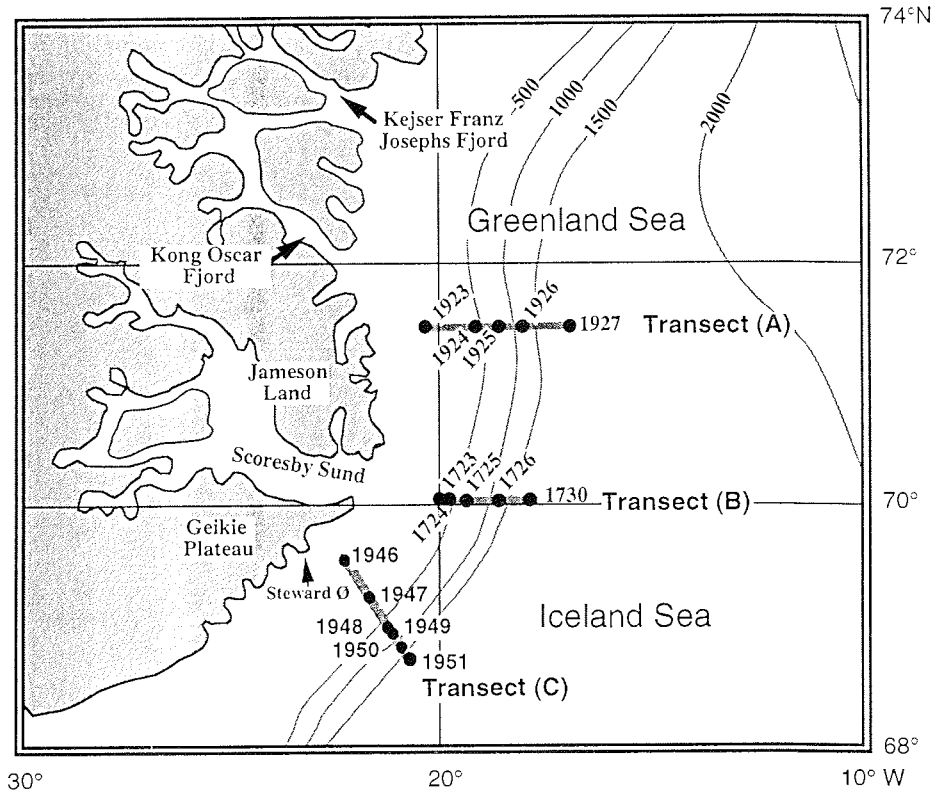 74°N
500
1000
1500
2000
Kejser Franz
Josephs Fjord
Greenland Sea
Kong Oscar
Fjord
72°
1923
1926
1927
Transect (A)
1924
1925
Jameson
Land
Scoresby Sund
1723
1725
1726
1730
Transect (B)
70°
1724
Geikie
Plateau
1946
Steward Ø
1947
1948
1949
1950
1951
Iceland Sea
Transect (C)
68°
30°
20°
10° W